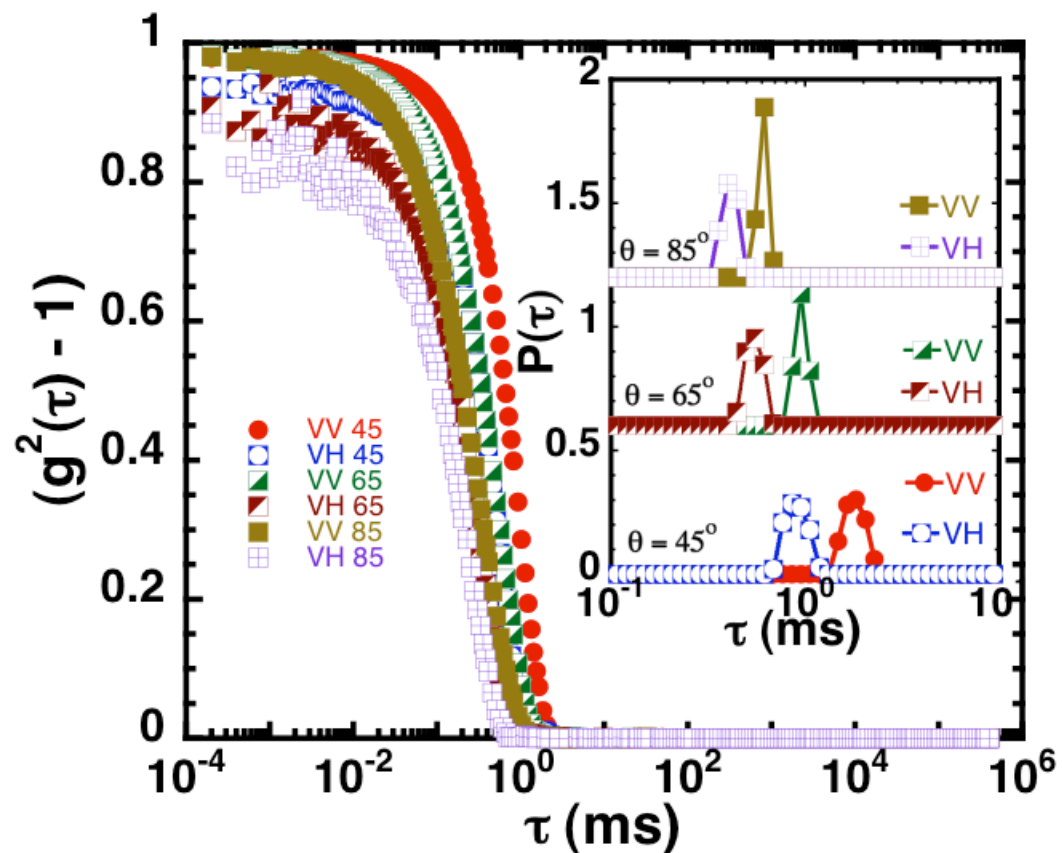 (g²(τ) - 1)
1
0.8
0.6
0.4
0.2
0
10⁻⁴
10⁻²
10⁰
10²
10⁴
10⁶
τ (ms)
VV 45
VH 45
VV 65
VH 65
VV 85
VH 85
P(τ)
2
1.5
1
0.5
0
10⁻¹
10⁰
10
τ (ms)
VV
VH
θ = 85°
VV
VH
θ = 65°
VV
VH
θ = 45°